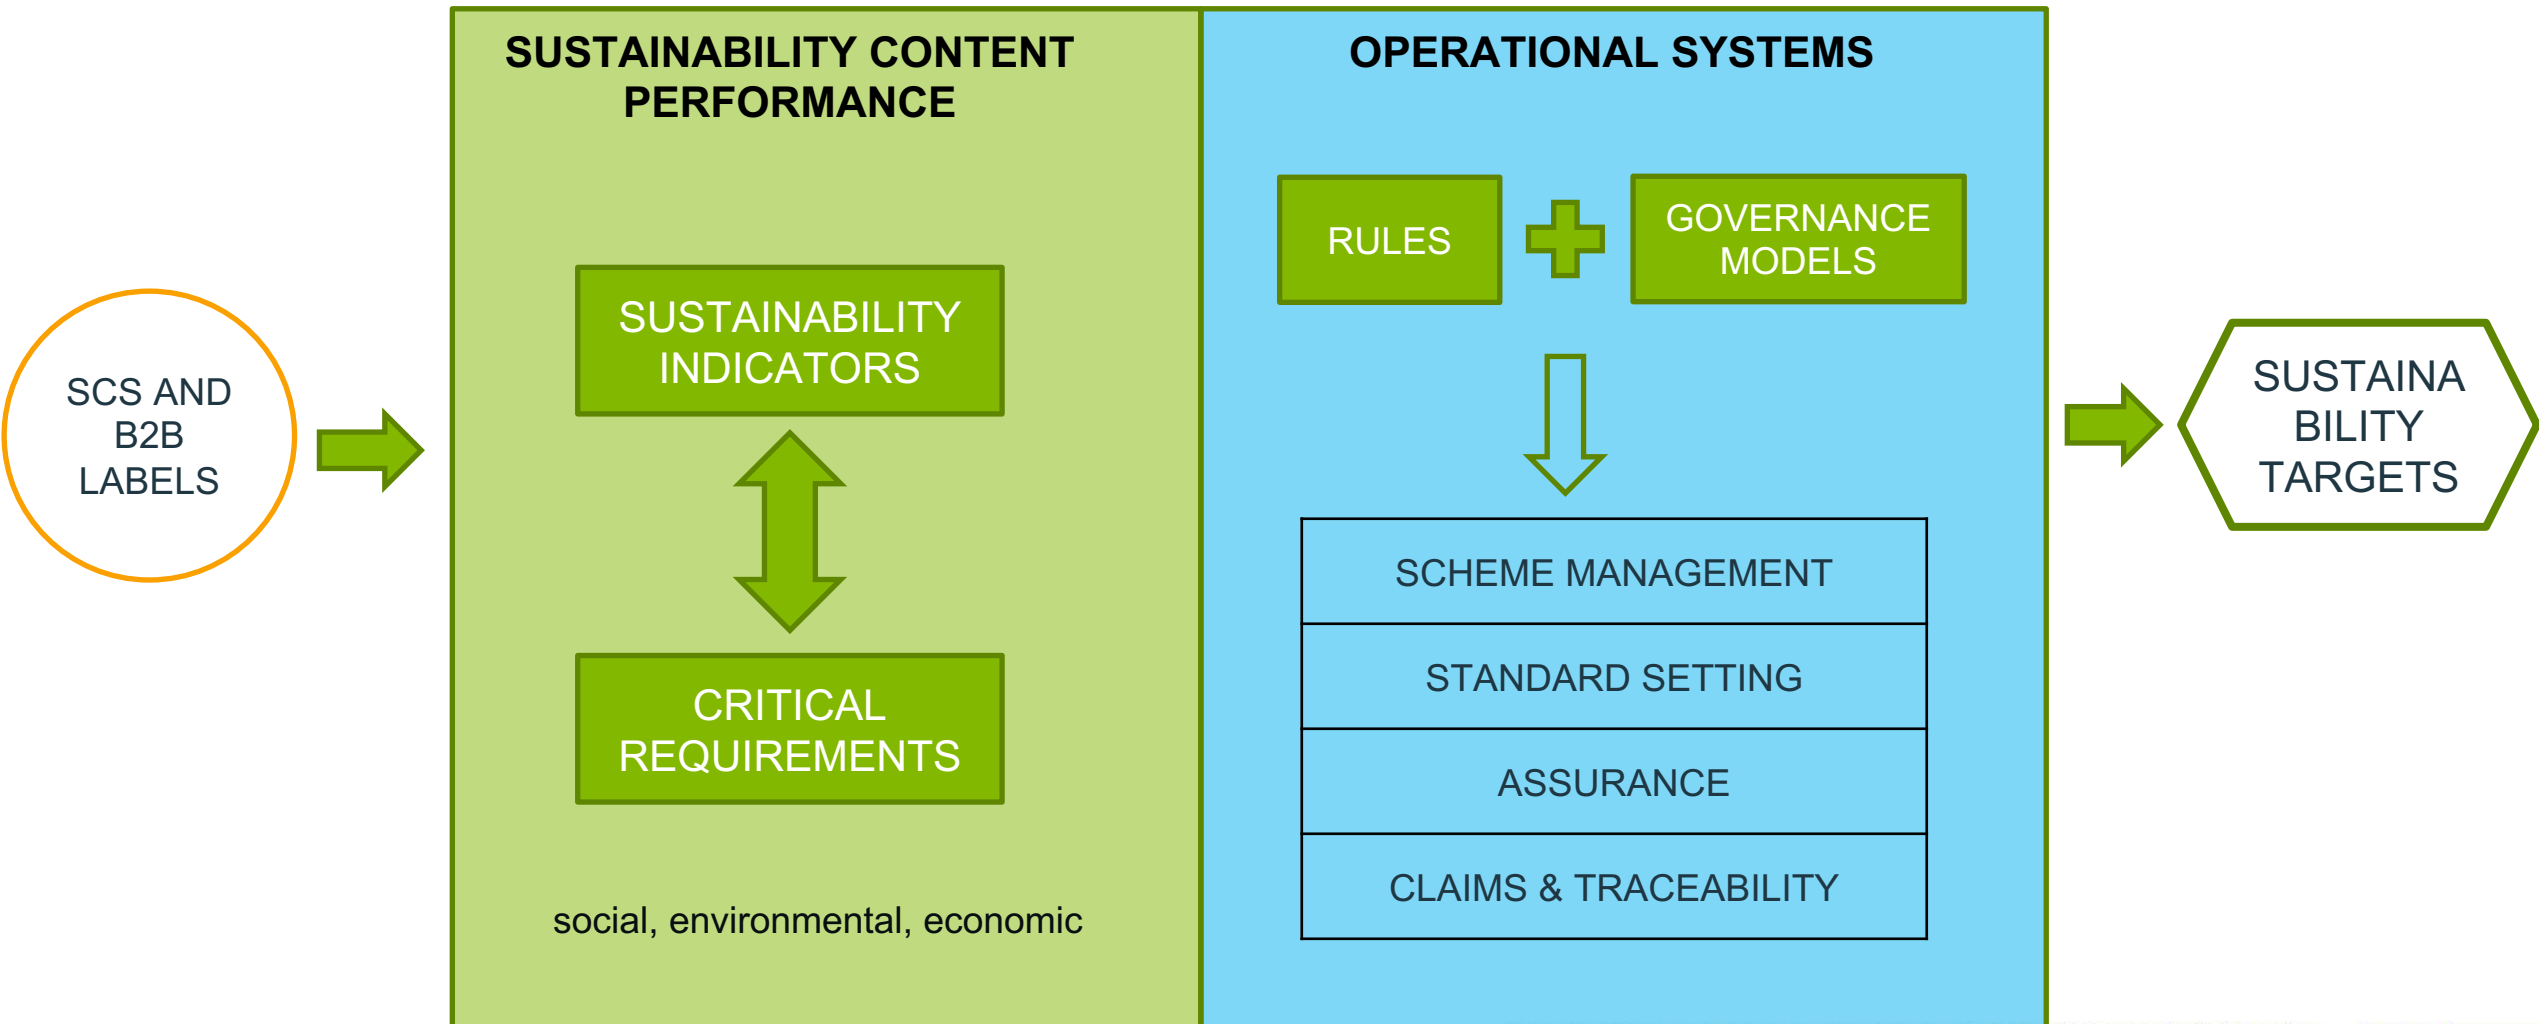 SCS AND
B2B
LABELS
SUSTAINABILITY CONTENT
PERFORMANCE
SUSTAINABILITY
INDICATORS
CRITICAL
REQUIREMENTS
social, environmental, economic
OPERATIONAL SYSTEMS
RULES
GOVERNANCE
MODELS
SCHEME MANAGEMENT
STANDARD SETTING
ASSURANCE
CLAIMS & TRACEABILITY
SUSTAINA
BILITY
TARGETS